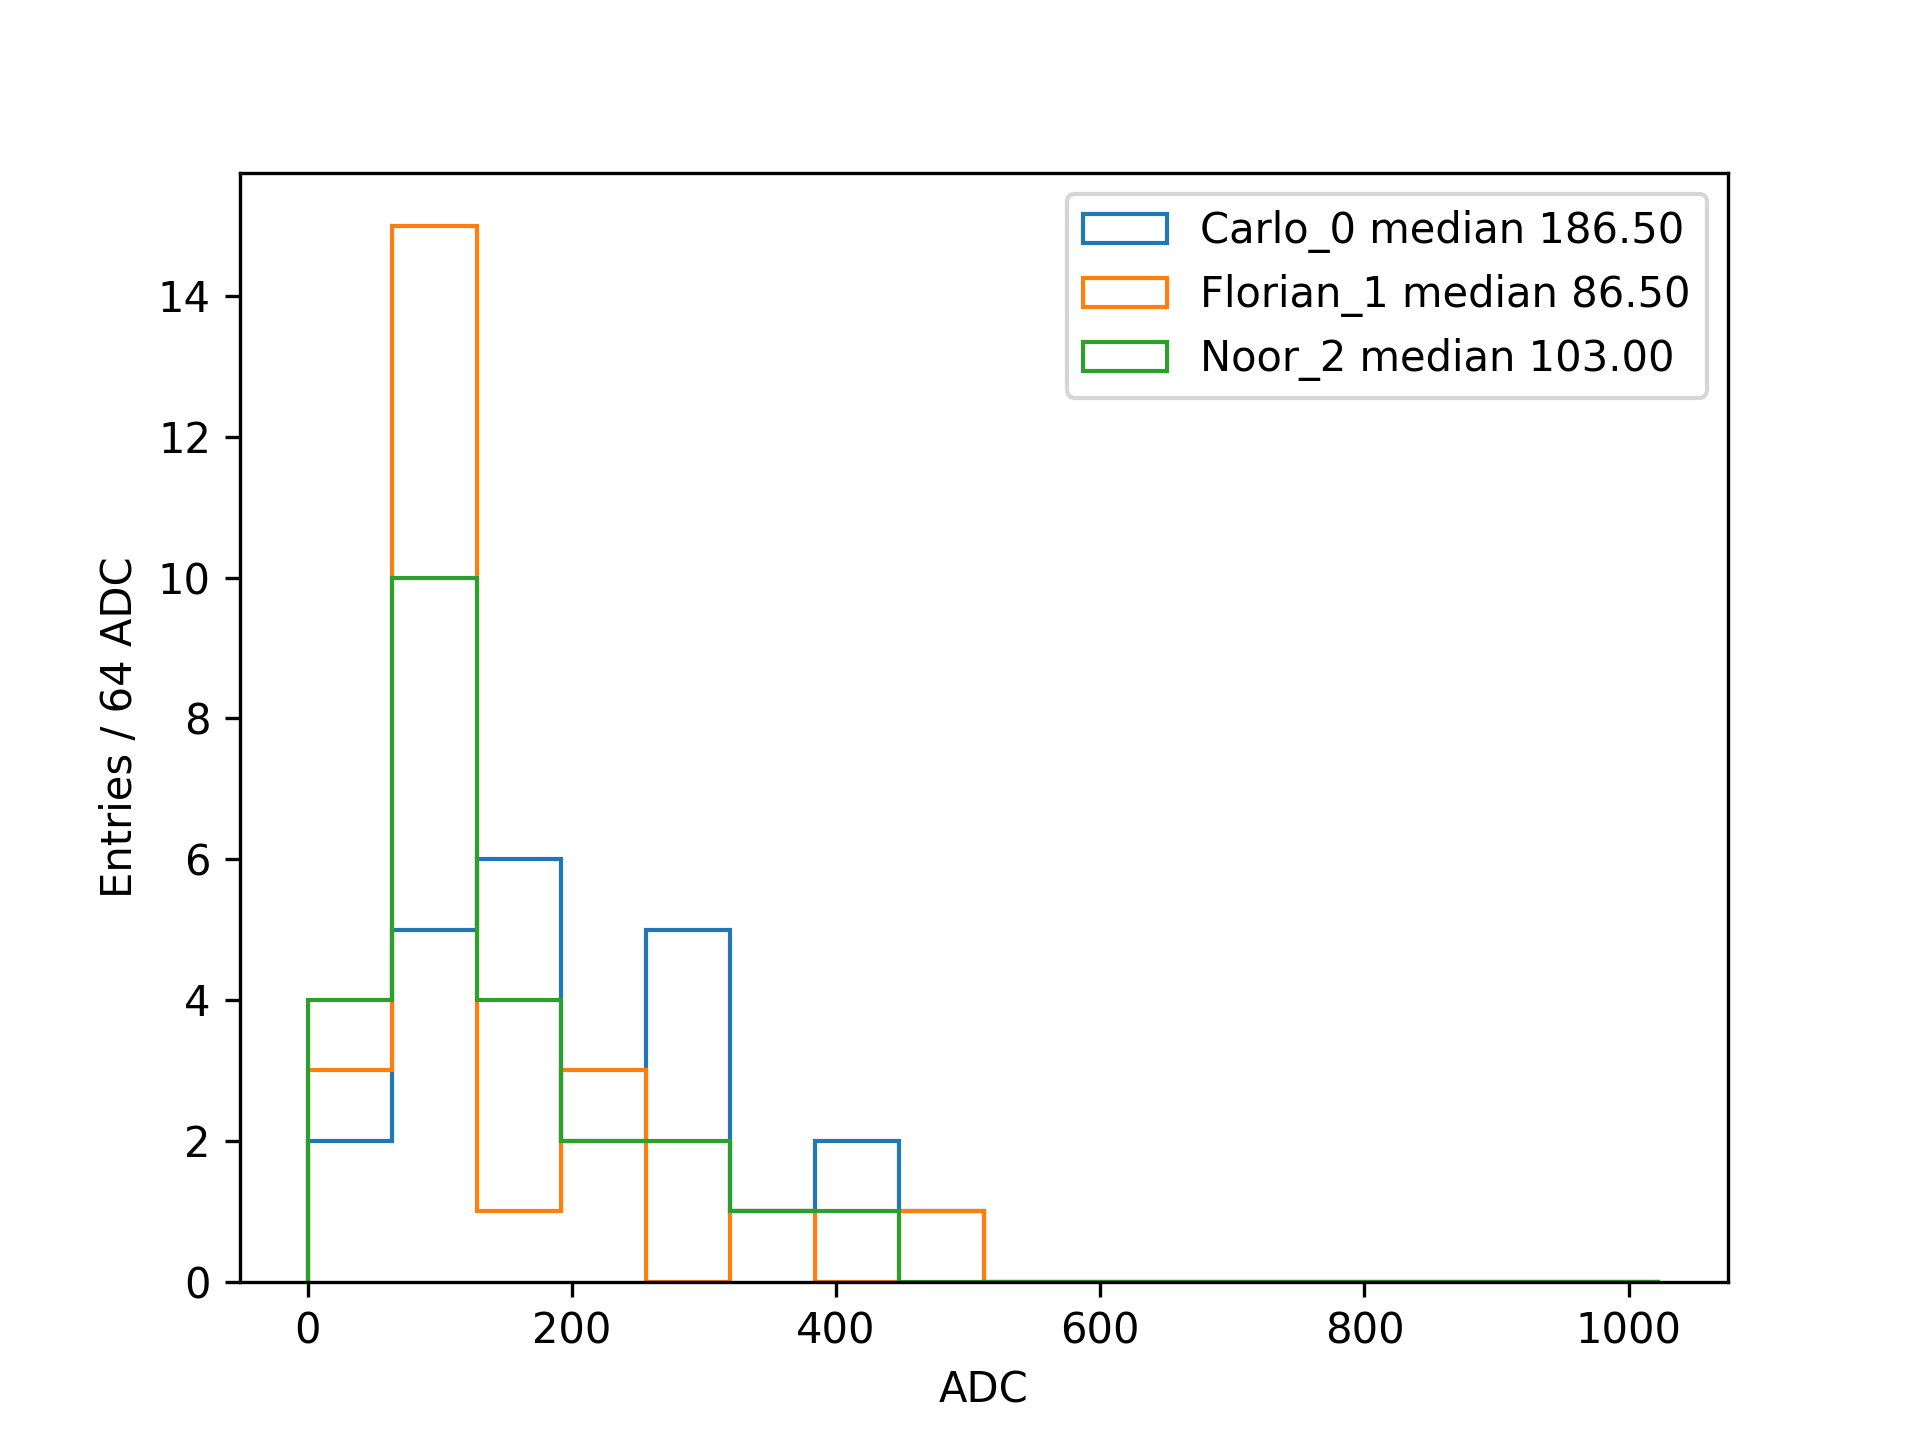 Carlo_0 median 186.50
Florian_1 median 86.50
Noor_2 median 103.00
14
12
10
8
6
4
2
0
Entries / 64 ADC
0 200 400 600 800 1000
ADC